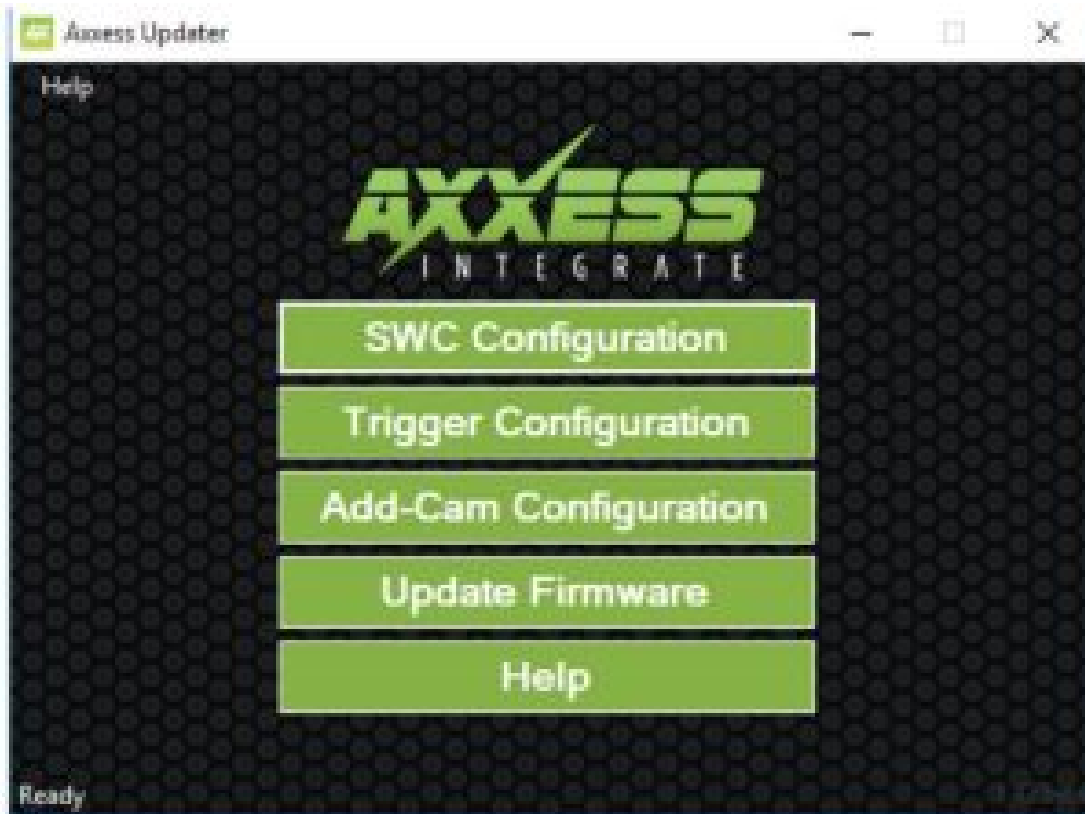 Axxess Updater
Help
AXXESS
INTEGRATE
SWC Configuration
Trigger Configuration
Add-Cam Configuration
Update Firmware
Help
Ready